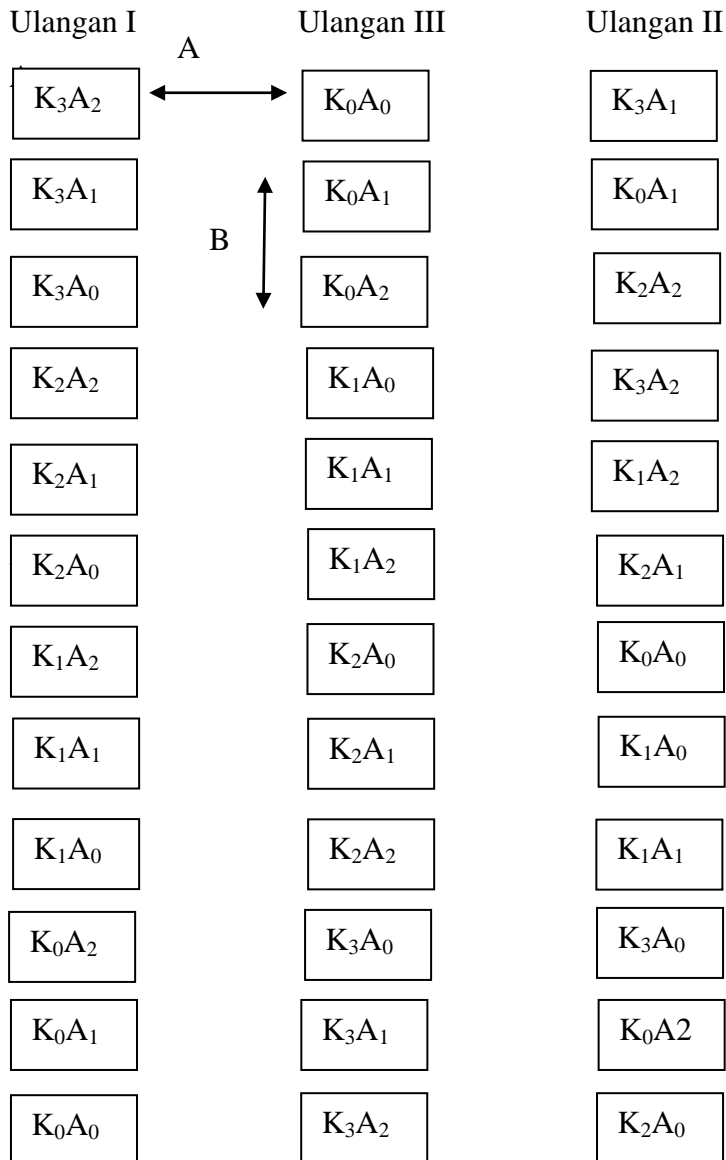 Ulangan I Ulangan III Ulangan II
A
K₃A₂ K₀A₀ K₃A₁
K₃A₁ K₀A₁ K₀A₁
B
K₃A₀ K₀A₂ K₂A₂
K₂A₂ K₁A₀ K₃A₂
K₂A₁ K₁A₁ K₁A₂
K₂A₀ K₁A₂ K₂A₁
K₁A₂ K₂A₀ K₀A₀
K₁A₁ K₂A₁ K₁A₀
K₁A₀ K₂A₂ K₁A₁
K₀A₂ K₃A₀ K₃A₀
K₀A₁ K₃A₁ K₀A2
K₀A₀ K₃A₂ K₂A₀